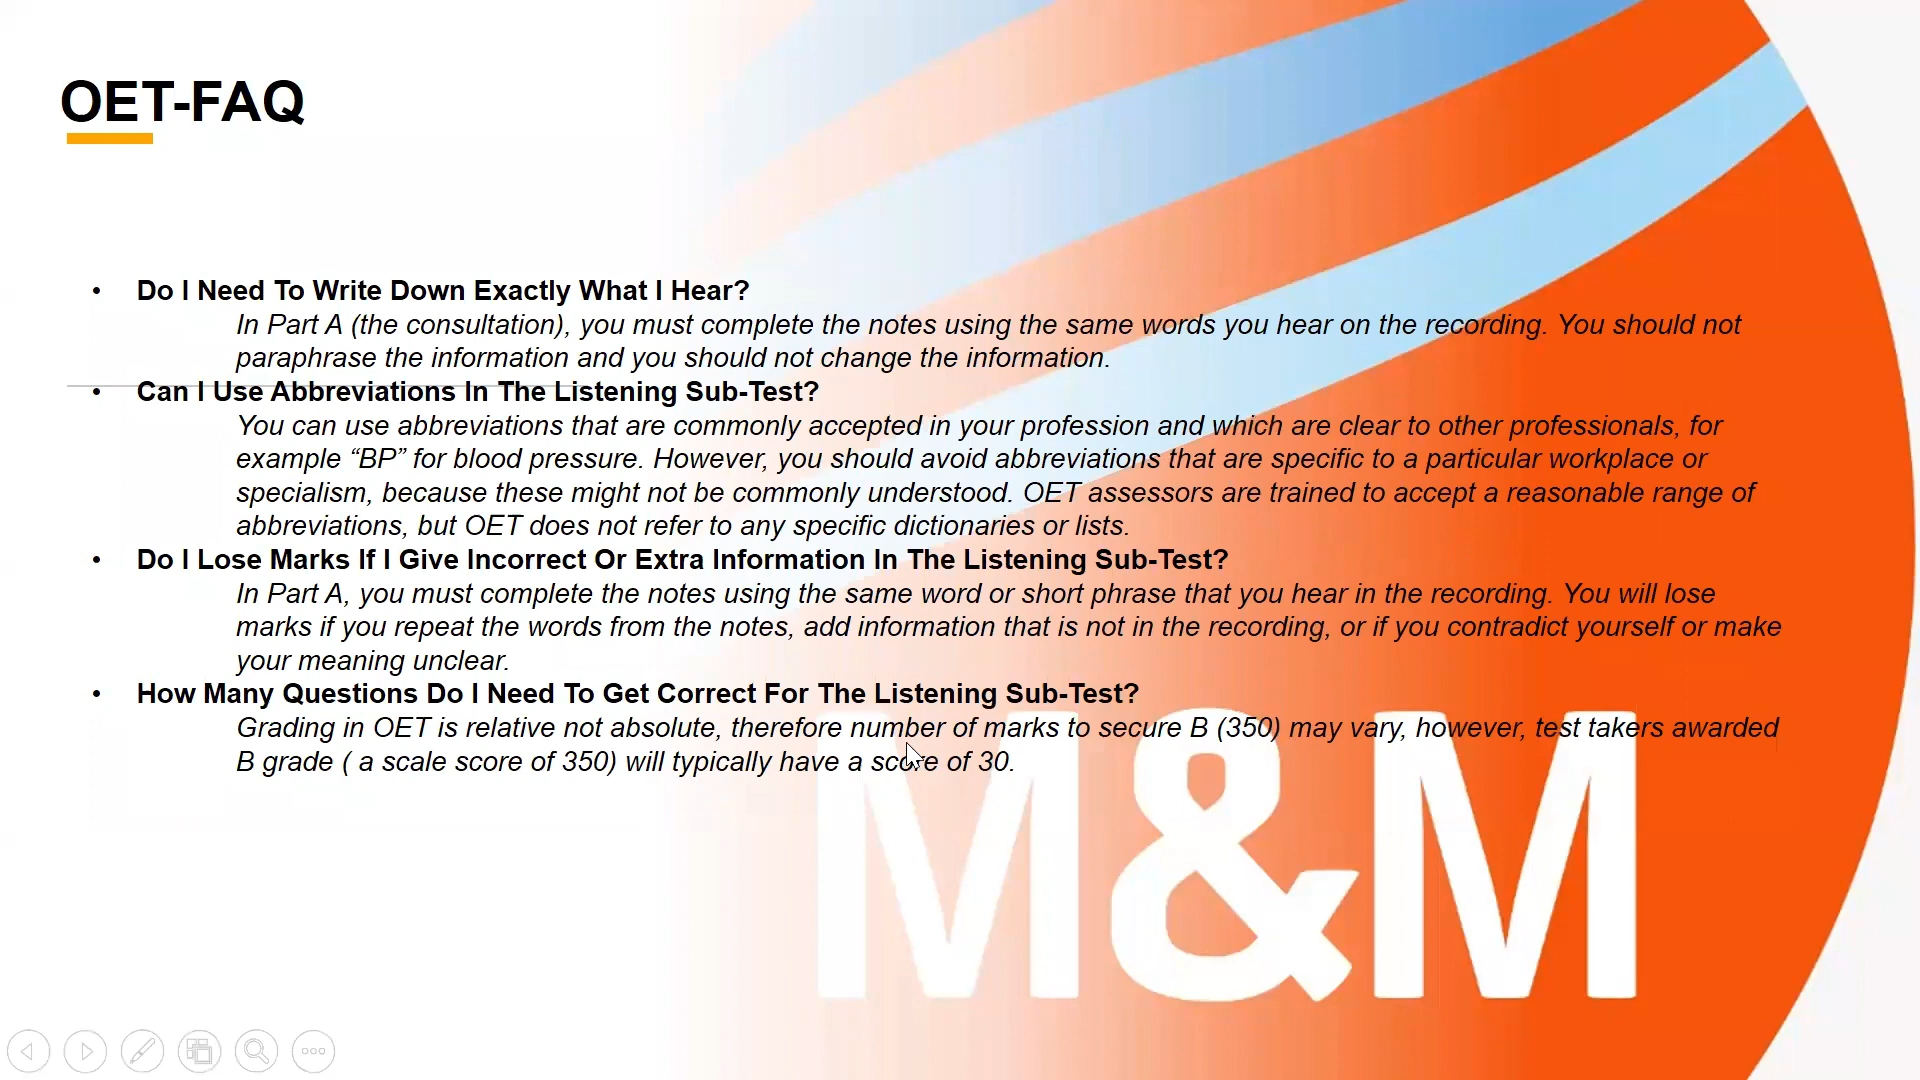 OET-FAQ
• Do I Need To Write Down Exactly What I Hear?
In Part A (the consultation), you must complete the notes using the same words you hear on the recording. You should not
paraphrase the information and you should not change the information.
• Can I Use Abbreviations In The Listening Sub-Test?
You can use abbreviations that are commonly accepted in your profession and which are clear to other professionals, for
example “BP” for blood pressure. However, you should avoid abbreviations that are specific to a particular workplace or
specialism, because these might not be commonly understood. OET assessors are trained to accept a reasonable range of
abbreviations, but OET does not refer to any specific dictionaries or lists.
• Do I Lose Marks If I Give Incorrect Or Extra Information In The Listening Sub-Test?
In Part A, you must complete the notes using the same word or short phrase that you hear in the recording. You will lose
marks if you repeat the words from the notes, add information that is not in the recording, or if you contradict yourself or make
your meaning unclear.
• How Many Questions Do I Need To Get Correct For The Listening Sub-Test?
Grading in OET is relative not absolute, therefore number of marks to secure B (350) may vary, however, test takers awarded
B grade ( a scale score of 350) will typically have a score of 30.
M&M